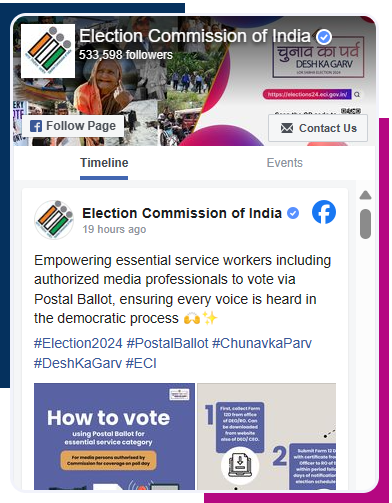 Election Commission of India
533,598 followers
चुनाव का पर्व
DESH KA GARV
LOK SABHA ELECTION 2024
https://elections24.eci.gov.in/
Follow Page
Contact Us
Timeline
Events
Election Commission of India
19 hours ago
Empowering essential service workers including
authorized media professionals to vote via
Postal Ballot, ensuring every voice is heard in
the democratic process 🙌✨
#Election2024 #PostalBallot #ChunavkaParv
#DeshKaGarv #ECI
How to vote
using Postal Ballot for
essential service category
For media persons authorised by
Commission for coverage on poll day
1
First, collect Form
12D from office
of DEO/RO. Can be
downloaded from
website also
of DEO/ CEO.
2
Submit Form 12 D
with certificate from
Officer to RO of
within period
days of notification
election schedule